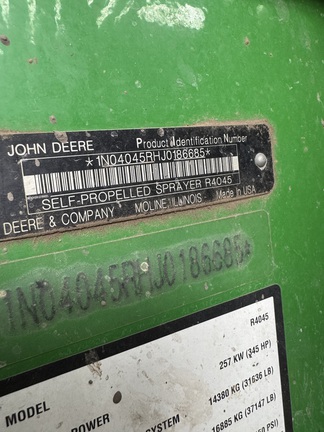 JOHN DEERE Product Identification Number
*1N04045RHJ0186685*
SELF-PROPELLED SPRAYER R4045
DEERE & COMPANY MOLINE, ILLINOIS Made in USA
1N04045RHJ0186685*
MODEL R4045
POWER 257 KW (345 HP)
14380 KG (31636 LB)
SYSTEM 16885 KG (37147 LB)
PSI)